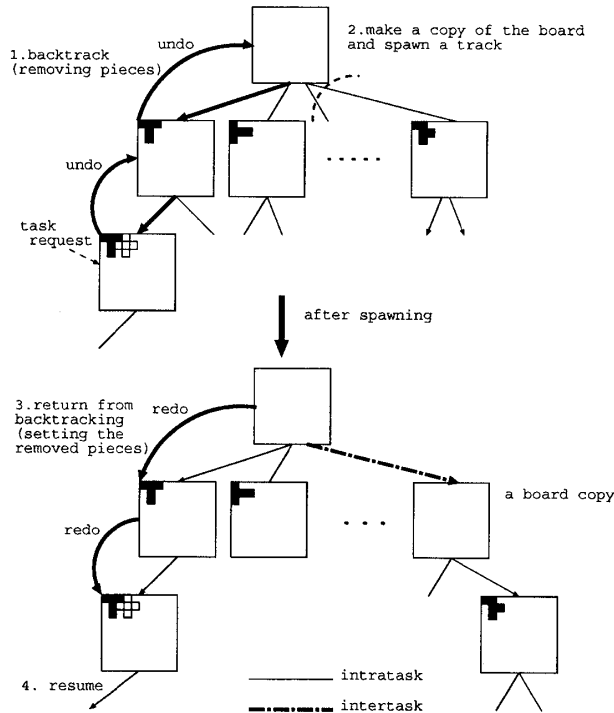 1.backtrack
(removing pieces)
undo
2.make a copy of the board
and spawn a track
undo
task
request
after spawning
3.return from
backtracking
(setting the
removed pieces)
redo
redo
a board copy
4. resume
intratask
intertask